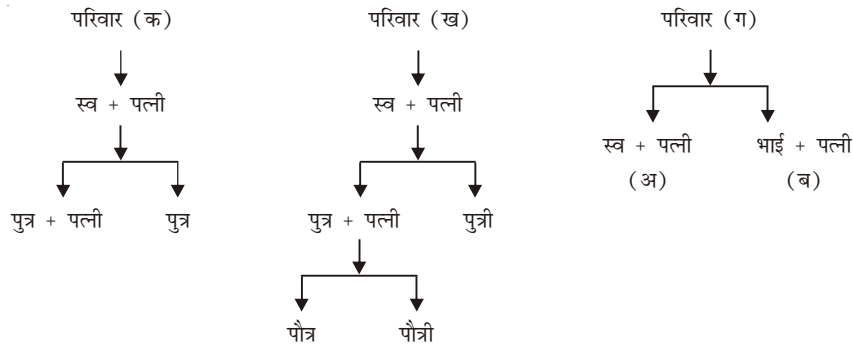 परिवार (क)
परिवार (ख)
परिवार (ग)
स्व + पत्नी
स्व + पत्नी
स्व + पत्नी
भाई + पत्नी
(अ)
(ब)
पुत्र + पत्नी
पुत्र
पुत्र + पत्नी
पुत्री
पौत्र
पौत्री